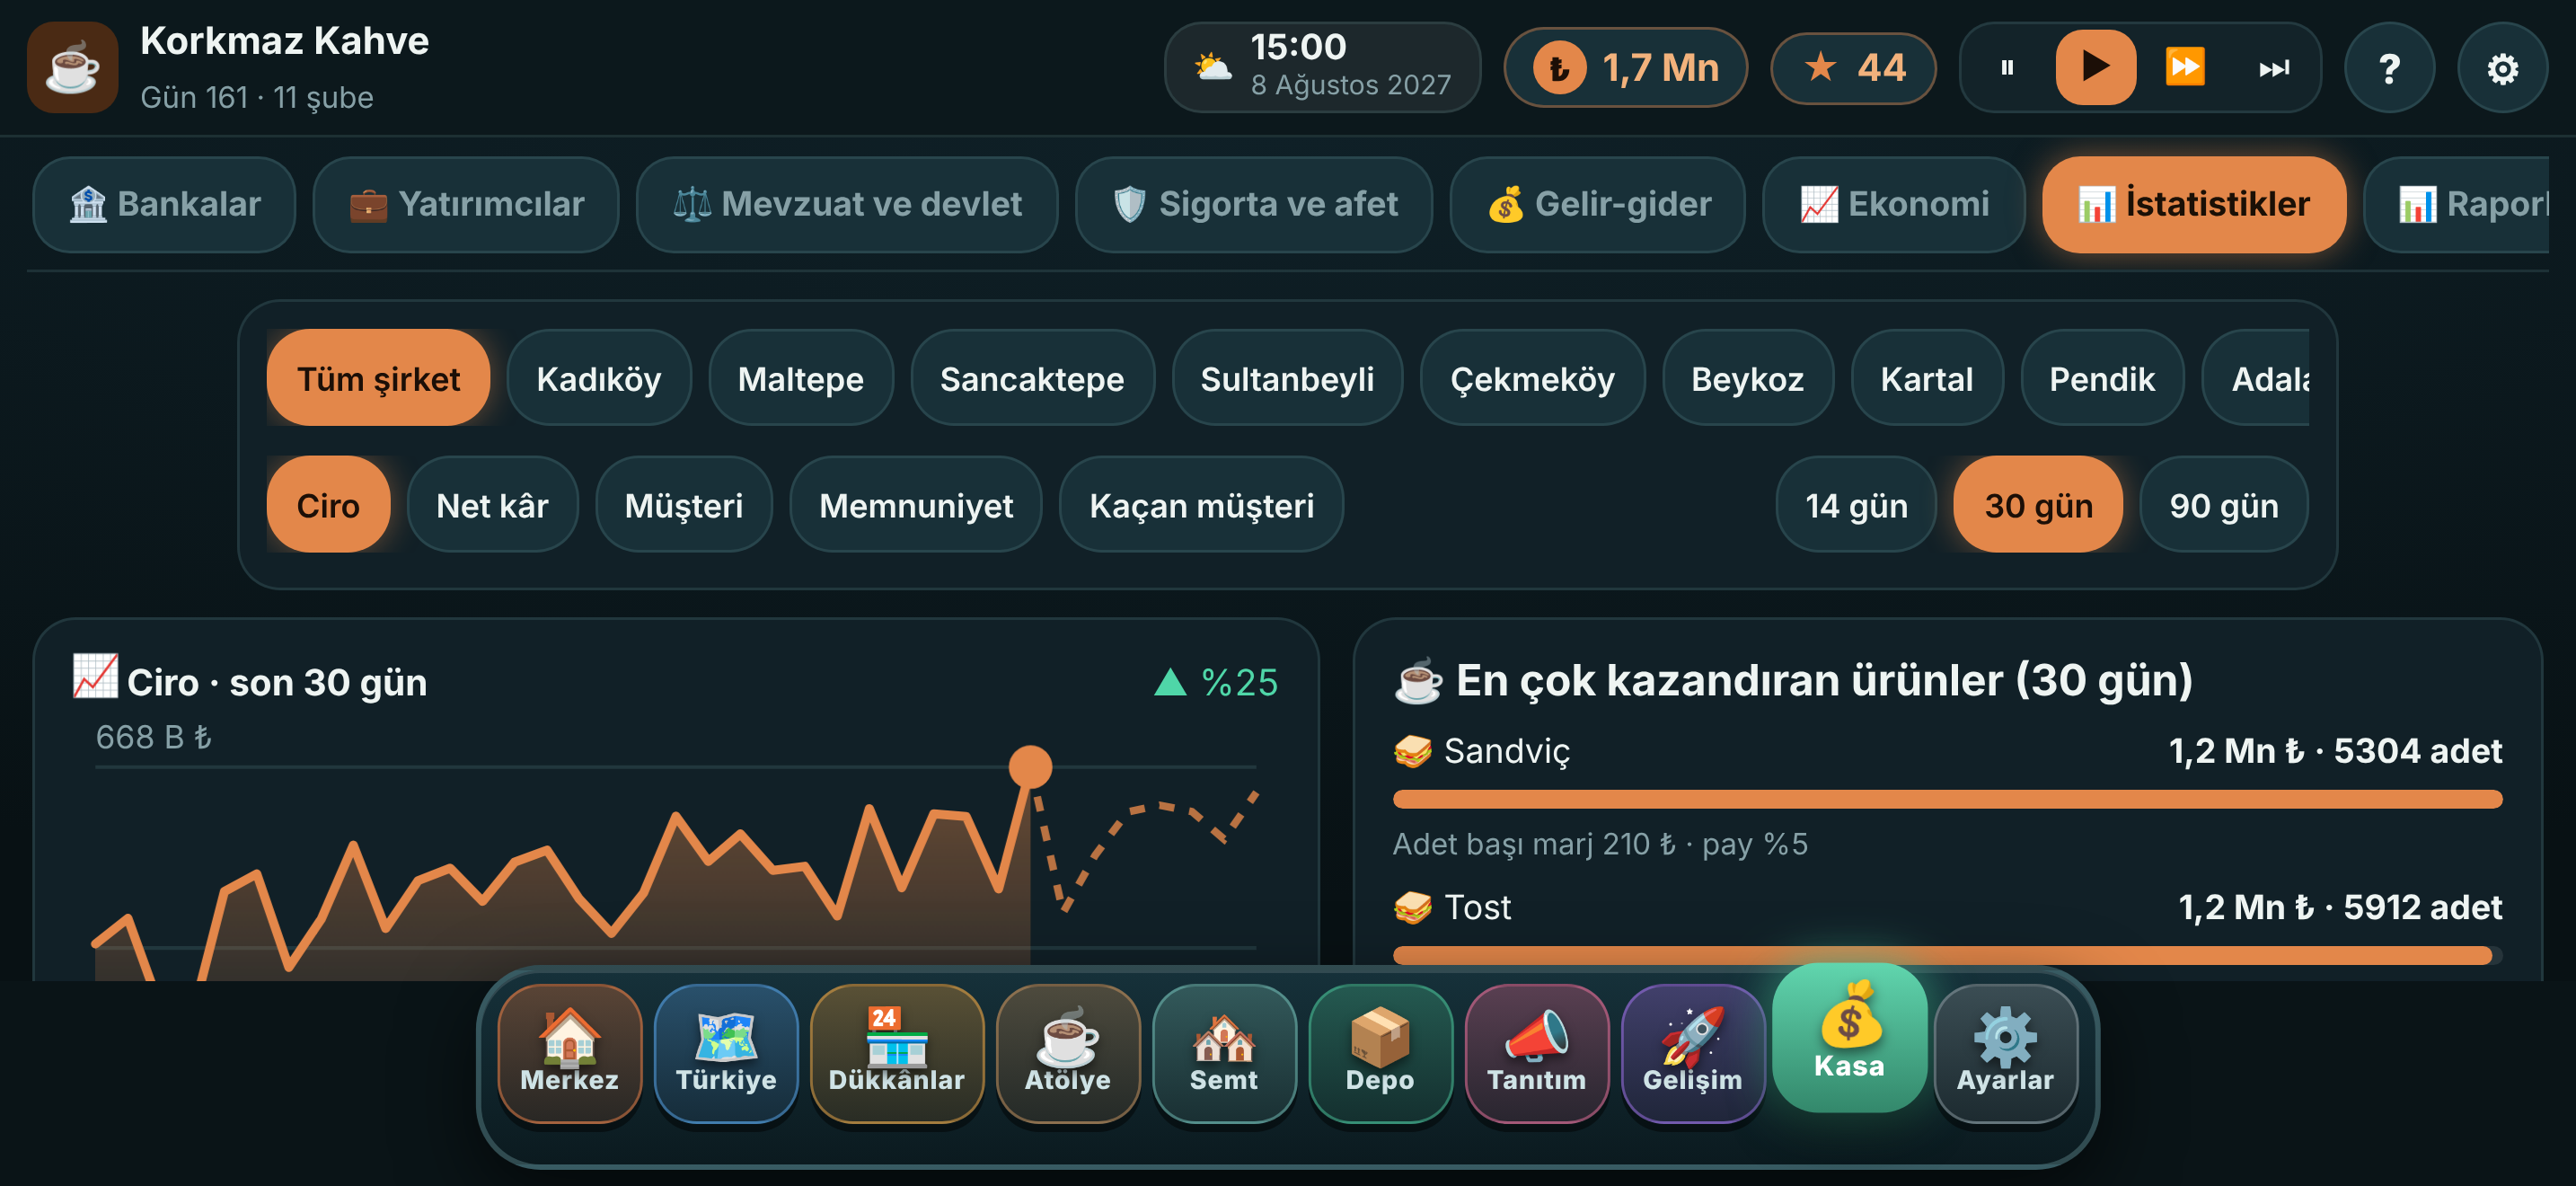 Korkmaz Kahve
Gün 161 · 11 şube
15:00
8 Ağustos 2027
₺ 1,7 Mn
★ 44
?
Bankalar
Yatırımcılar
Mevzuat ve devlet
Sigorta ve afet
Gelir-gider
Ekonomi
İstatistikler
Raporl
Tüm şirket
Kadıköy
Maltepe
Sancaktepe
Sultanbeyli
Çekmeköy
Beykoz
Kartal
Pendik
Adala
Ciro
Net kâr
Müşteri
Memnuniyet
Kaçan müşteri
14 gün
30 gün
90 gün
Ciro · son 30 gün
▲ %25
668 B ₺
En çok kazandıran ürünler (30 gün)
Sandviç
1,2 Mn ₺ · 5304 adet
Adet başı marj 210 ₺ · pay %5
Tost
1,2 Mn ₺ · 5912 adet
Merkez
Türkiye
24
Dükkânlar
Atölye
Semt
Depo
Tanıtım
Gelişim
Kasa
Ayarlar